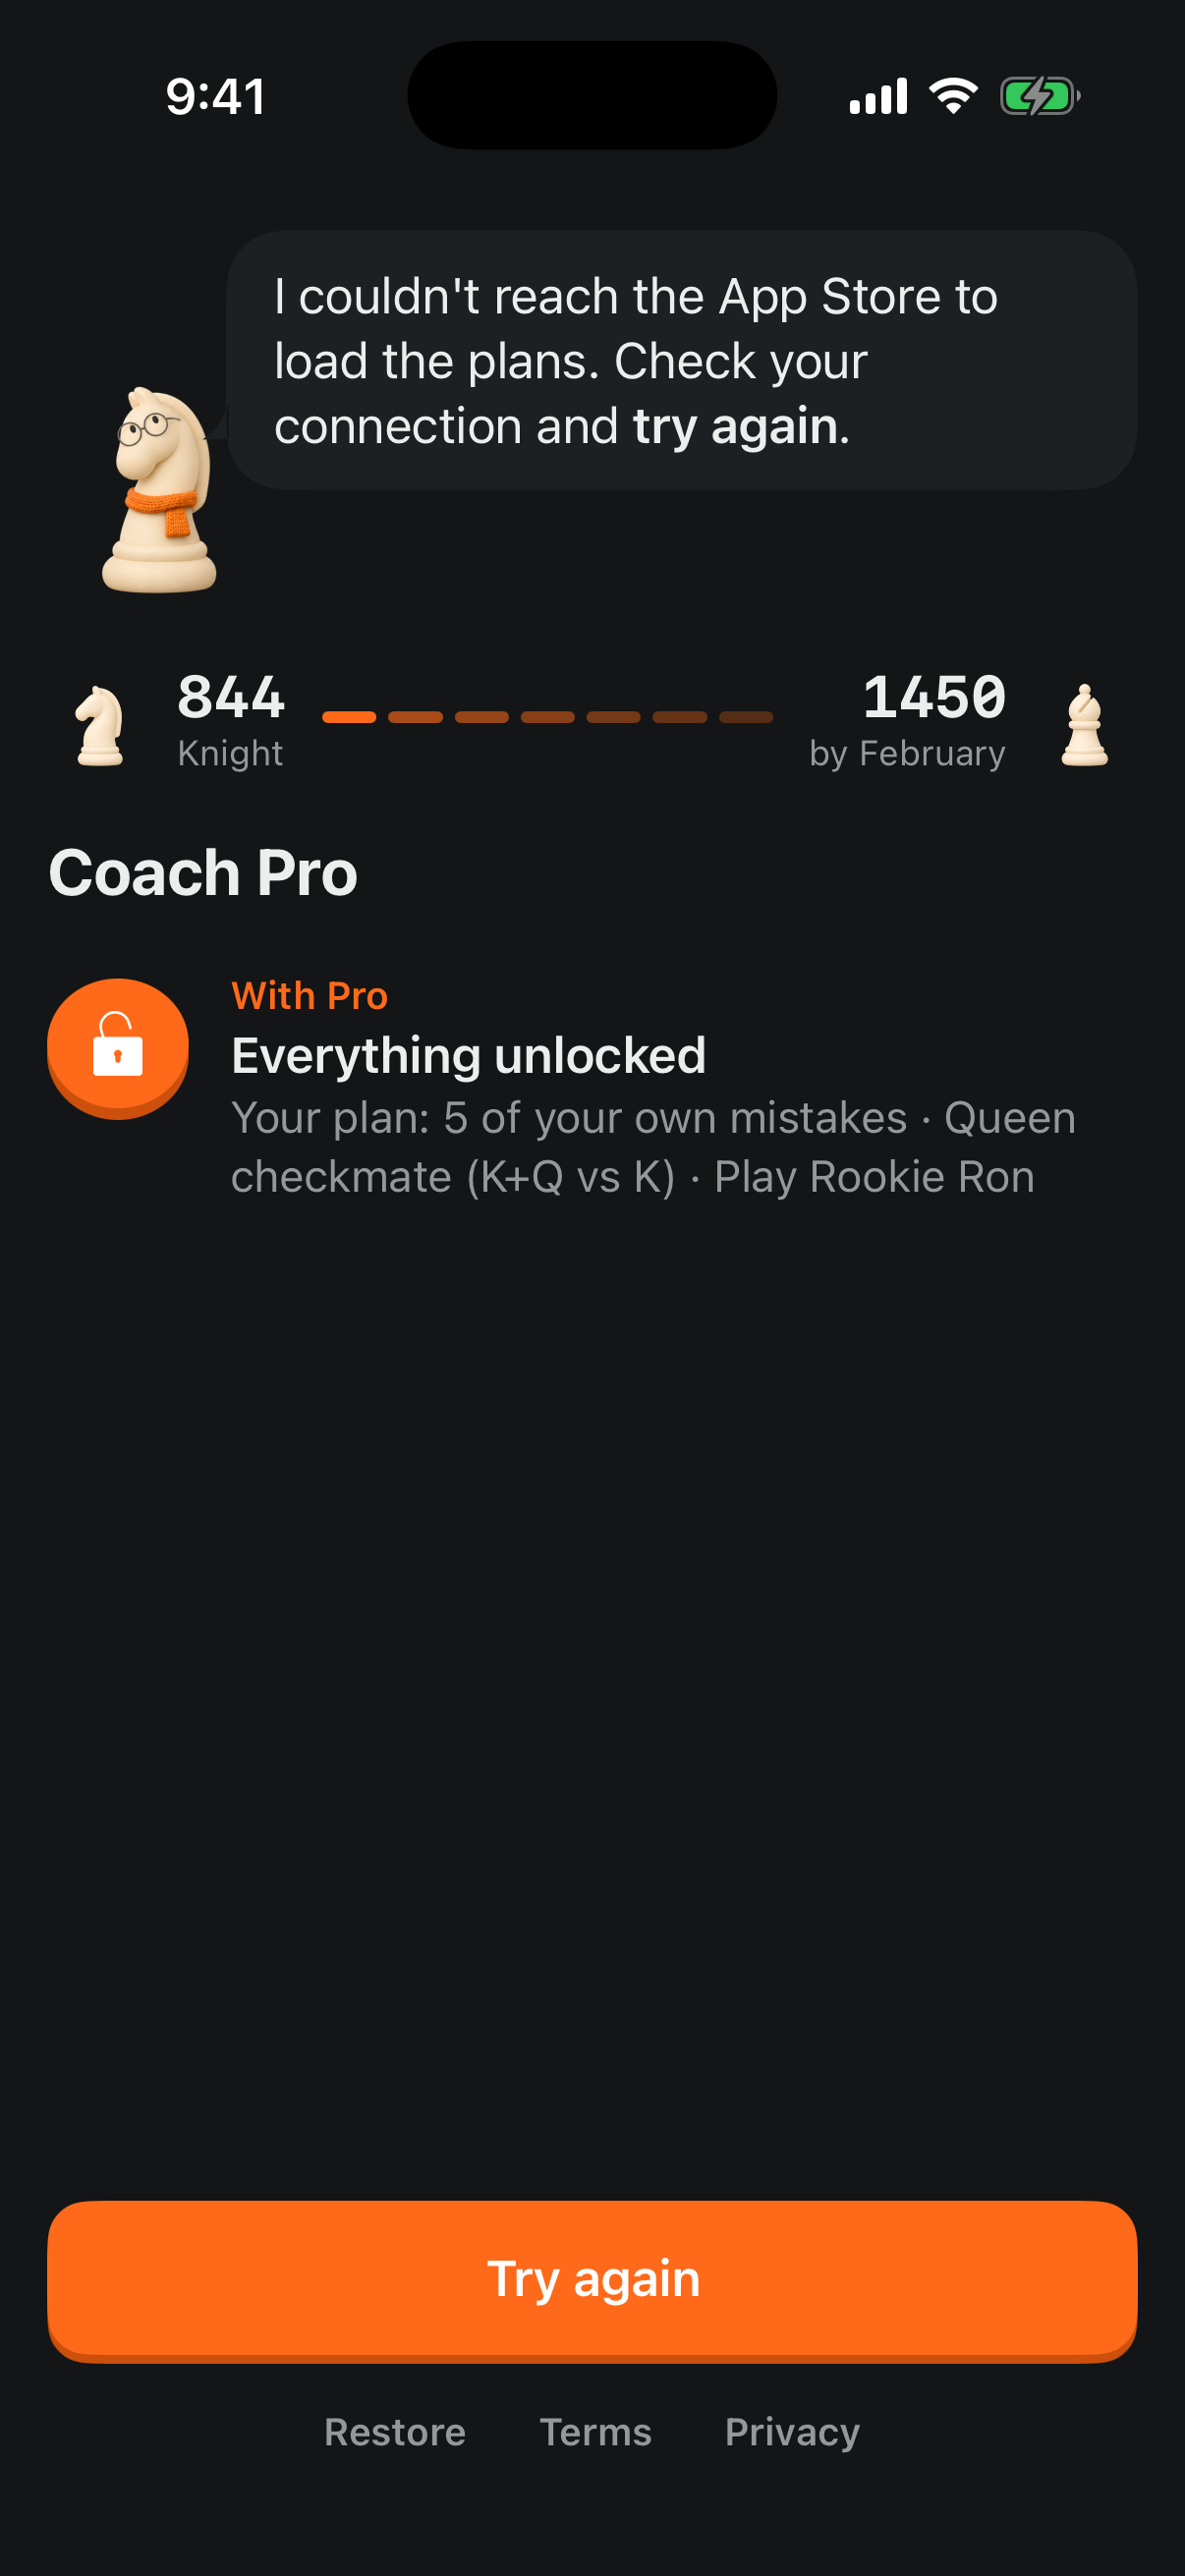 9:41
I couldn't reach the App Store to
load the plans. Check your
connection and try again.
844
Knight
1450
by February
Coach Pro
With Pro
Everything unlocked
Your plan: 5 of your own mistakes · Queen
checkmate (K+Q vs K) · Play Rookie Ron
Try again
Restore Terms Privacy